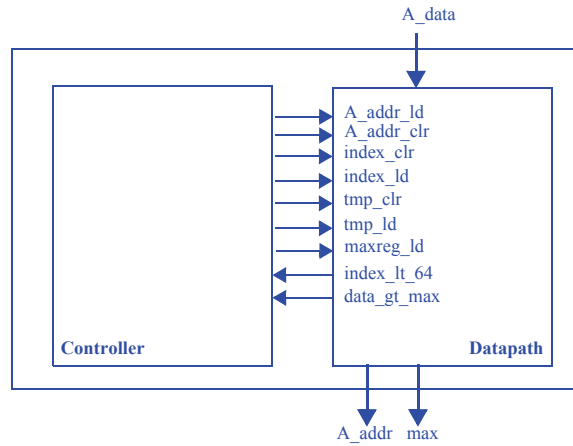 A_data
A_addr_ld
A_addr_clr
index_clr
index_ld
tmp_clr
tmp_ld
maxreg_ld
index_lt_64
data_gt_max
Controller
Datapath
A_addr max